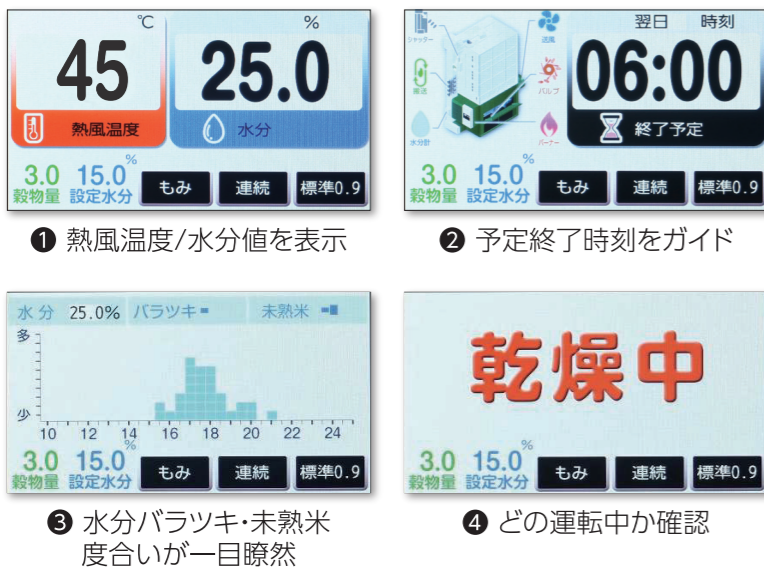 ℃
45
熱風温度
%
25.0
水分
3.0
穀物量
15.0%
設定水分
もみ
連続
標準0.9
❶ 熱風温度/水分値を表示
シャッター
搬送
水分計
送風
バルブ
バーナー
翌日 時刻
06:00
終了予定
3.0
穀物量
15.0%
設定水分
もみ
連続
標準0.9
❷ 予定終了時刻をガイド
水分 25.0% バラツキ 未熟米
多
少
10 12 14 16 18 20 22 24
3.0
穀物量
15.0%
設定水分
もみ
連続
標準0.9
❸ 水分バラツキ・未熟米
度合いが一目瞭然
乾燥中
3.0
穀物量
15.0%
設定水分
もみ
連続
標準0.9
❹ どの運転中か確認